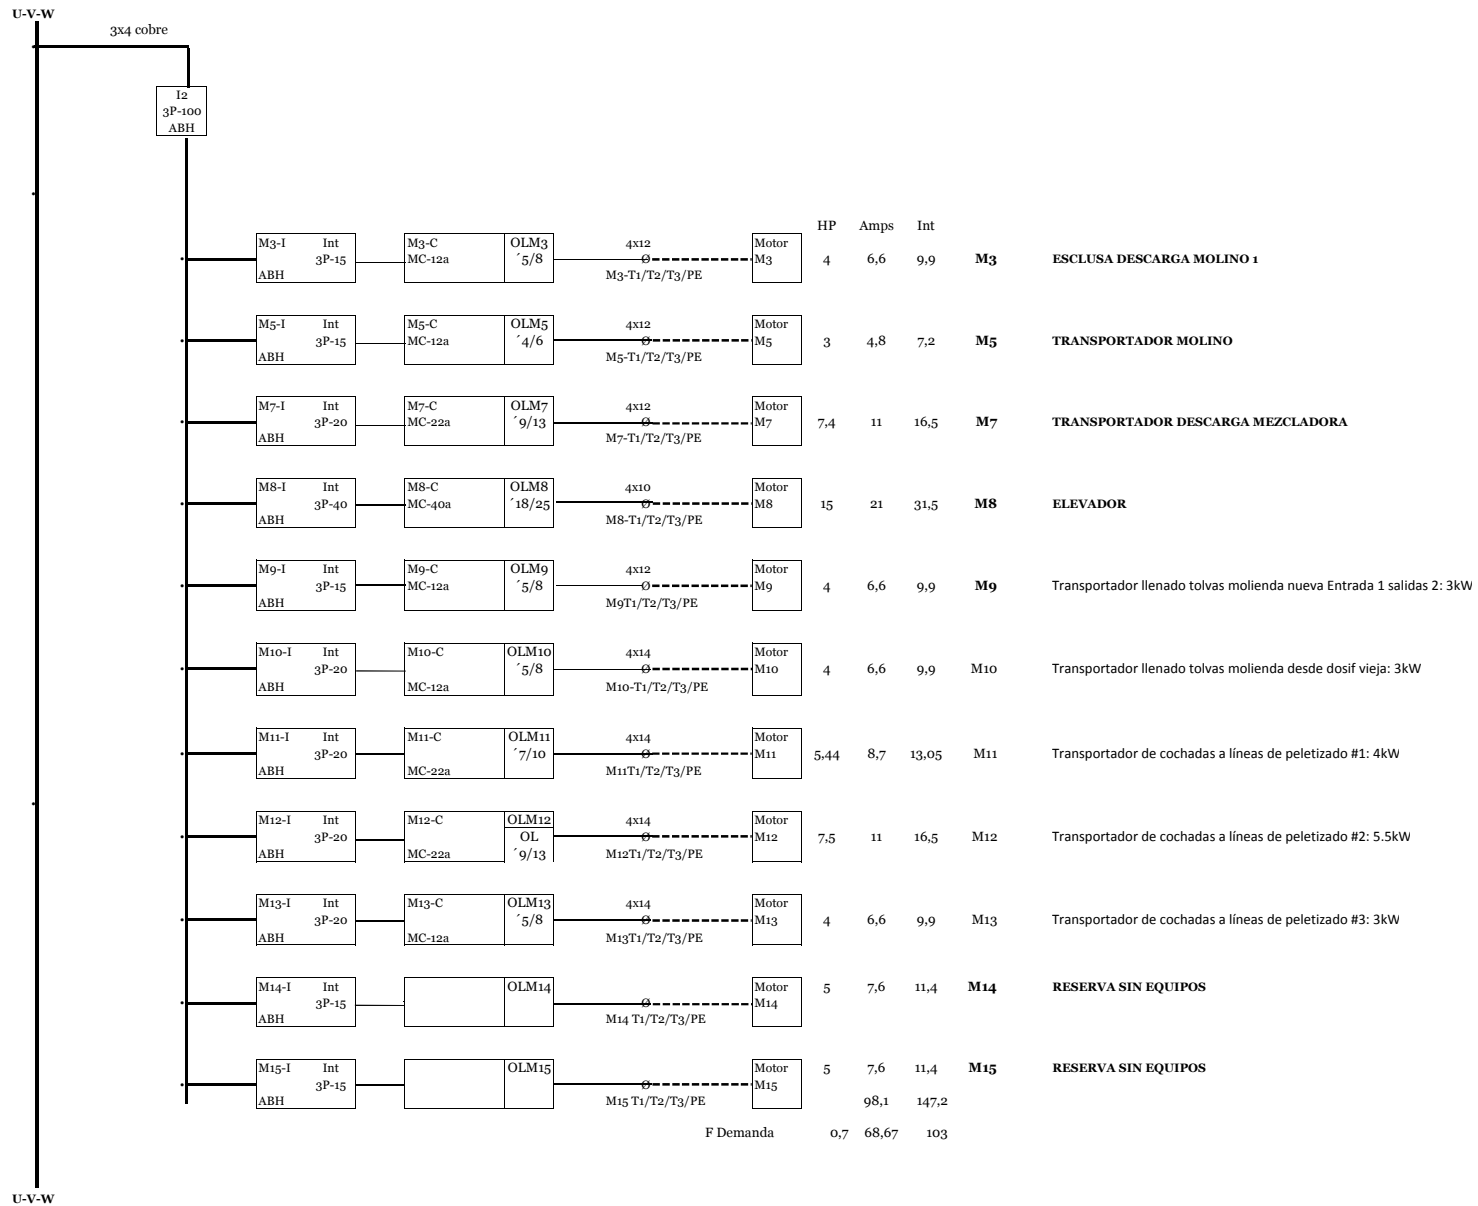 U-V-W
3x4 cobre
I2
3P-100
ABH
HP Amps Int
M3-I Int
3P-15
ABH
M3-C
MC-12a
OLM3
´5/8
4x12
Ø
M3-T1/T2/T3/PE
Motor
M3
4 6,6 9,9 M3 ESCLUSA DESCARGA MOLINO 1
M5-I Int
3P-15
ABH
M5-C
MC-12a
OLM5
´4/6
4x12
Ø
M5-T1/T2/T3/PE
Motor
M5
3 4,8 7,2 M5 TRANSPORTADOR MOLINO
M7-I Int
3P-20
ABH
M7-C
MC-22a
OLM7
´9/13
4x12
Ø
M7-T1/T2/T3/PE
Motor
M7
7,4 11 16,5 M7 TRANSPORTADOR DESCARGA MEZCLADORA
M8-I Int
3P-40
ABH
M8-C
MC-40a
OLM8
´18/25
4x10
Ø
M8-T1/T2/T3/PE
Motor
M8
15 21 31,5 M8 ELEVADOR
M9-I Int
3P-15
ABH
M9-C
MC-12a
OLM9
´5/8
4x12
Ø
M9T1/T2/T3/PE
Motor
M9
4 6,6 9,9 M9 Transportador llenado tolvas molienda nueva Entrada 1 salidas 2: 3kW
M10-I Int
3P-20
ABH
M10-C
MC-12a
OLM10
´5/8
4x14
Ø
M10-T1/T2/T3/PE
Motor
M10
4 6,6 9,9 M10 Transportador llenado tolvas molienda desde dosif vieja: 3kW
M11-I Int
3P-20
ABH
M11-C
MC-22a
OLM11
´7/10
4x14
Ø
M11T1/T2/T3/PE
Motor
M11
5,44 8,7 13,05 M11 Transportador de cochadas a líneas de peletizado #1: 4kW
M12-I Int
3P-20
ABH
M12-C
MC-22a
OLM12
OL
´9/13
4x14
Ø
M12T1/T2/T3/PE
Motor
M12
7,5 11 16,5 M12 Transportador de cochadas a líneas de peletizado #2: 5.5kW
M13-I Int
3P-20
ABH
M13-C
MC-12a
OLM13
´5/8
4x14
Ø
M13T1/T2/T3/PE
Motor
M13
4 6,6 9,9 M13 Transportador de cochadas a líneas de peletizado #3: 3kW
M14-I Int
3P-15
ABH
OLM14
Ø
M14 T1/T2/T3/PE
Motor
M14
5 7,6 11,4 M14 RESERVA SIN EQUIPOS
M15-I Int
3P-15
ABH
OLM15
Ø
M15 T1/T2/T3/PE
Motor
M15
5 7,6 11,4 M15 RESERVA SIN EQUIPOS
98,1 147,2
F Demanda 0,7 68,67 103
U-V-W